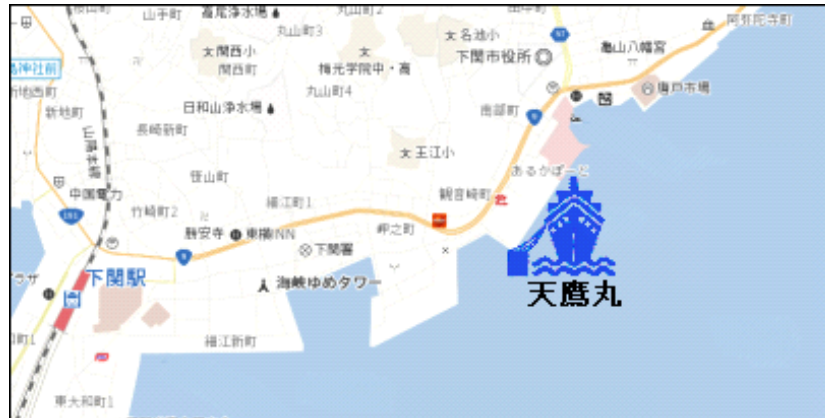 山手町
高尾浄水場
丸山町2
丸山町3
名池小
阿弥陀寺町
関西小
関西町
梅光学院中・高
下関市役所
亀山八幡宮
丸山町4
唐戸市場
新地町
日和山浄水場
南部町
長崎新町
山陽本線
王江小
あるかぽーと
笹山町
観音崎町
中国電力
竹崎町2
細江町1
191
岬之町
9
勝安寺
東横INN
下関署
下関駅
海峡ゆめタワー
天鷹丸
細江新町
東大和町1